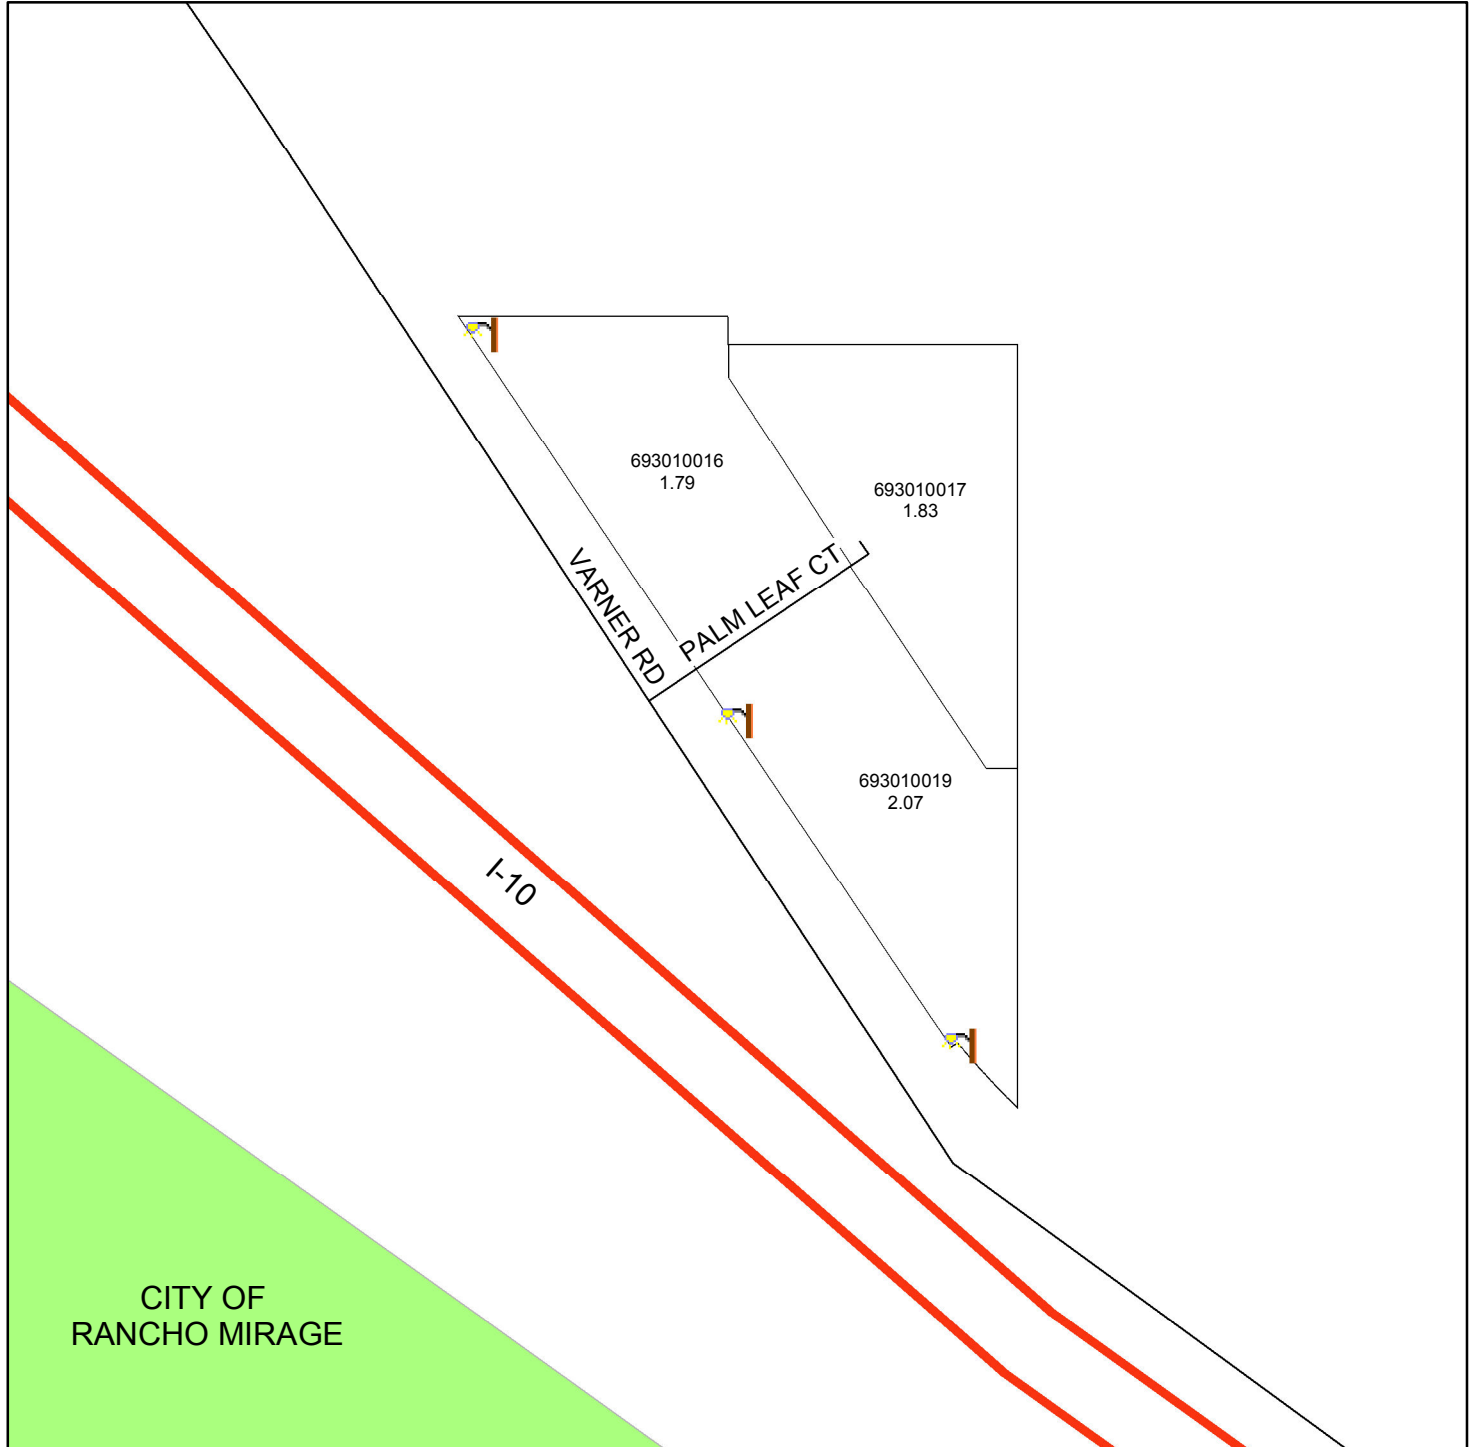 693010016
1.79
693010017
1.83
VARNER RD
PALM LEAF CT
693010019
2.07
I-10
CITY OF
RANCHO MIRAGE